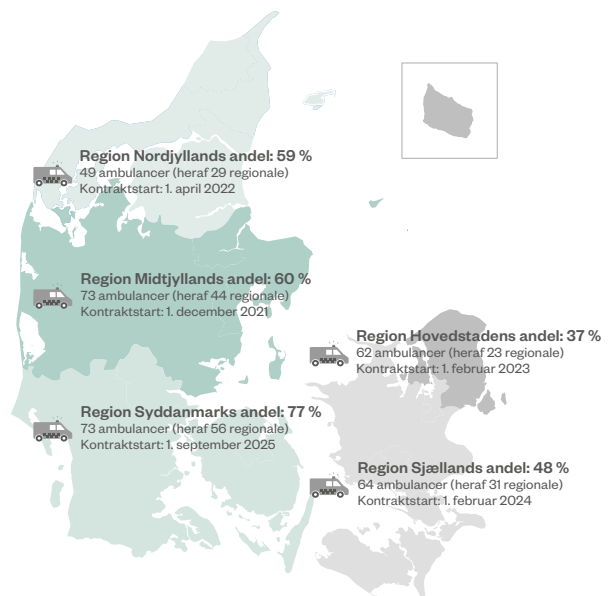 Region Nordjyllands andel: 59 %
49 ambulancer (heraf 29 regionale)
Kontraktstart: 1. april 2022
Region Midtjyllands andel: 60 %
73 ambulancer (heraf 44 regionale)
Kontraktstart: 1. december 2021
Region Hovedstadens andel: 37 %
62 ambulancer (heraf 23 regionale)
Kontraktstart: 1. februar 2023
Region Syddanmarks andel: 77 %
73 ambulancer (heraf 56 regionale)
Kontraktstart: 1. september 2025
Region Sjællands andel: 48 %
64 ambulancer (heraf 31 regionale)
Kontraktstart: 1. februar 2024